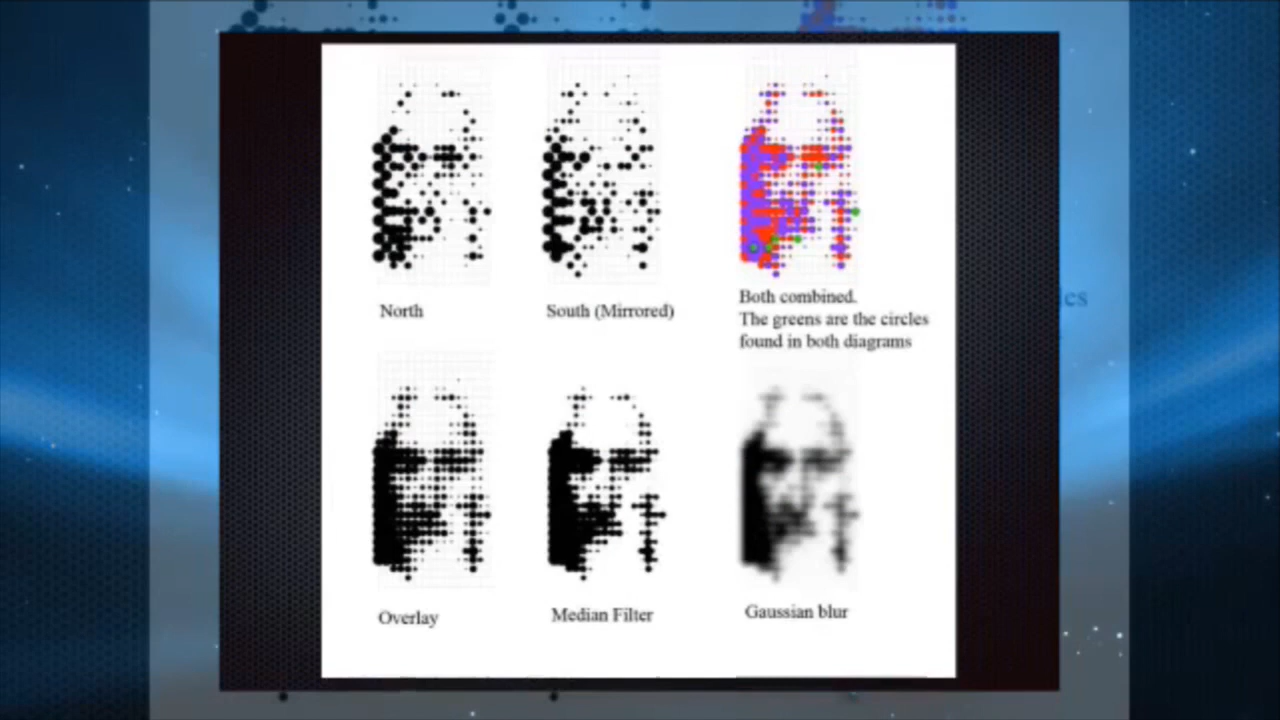 North
South (Mirrored)
Both combined.
The greens are the circles
found in both diagrams
Overlay
Median Filter
Gaussian blur